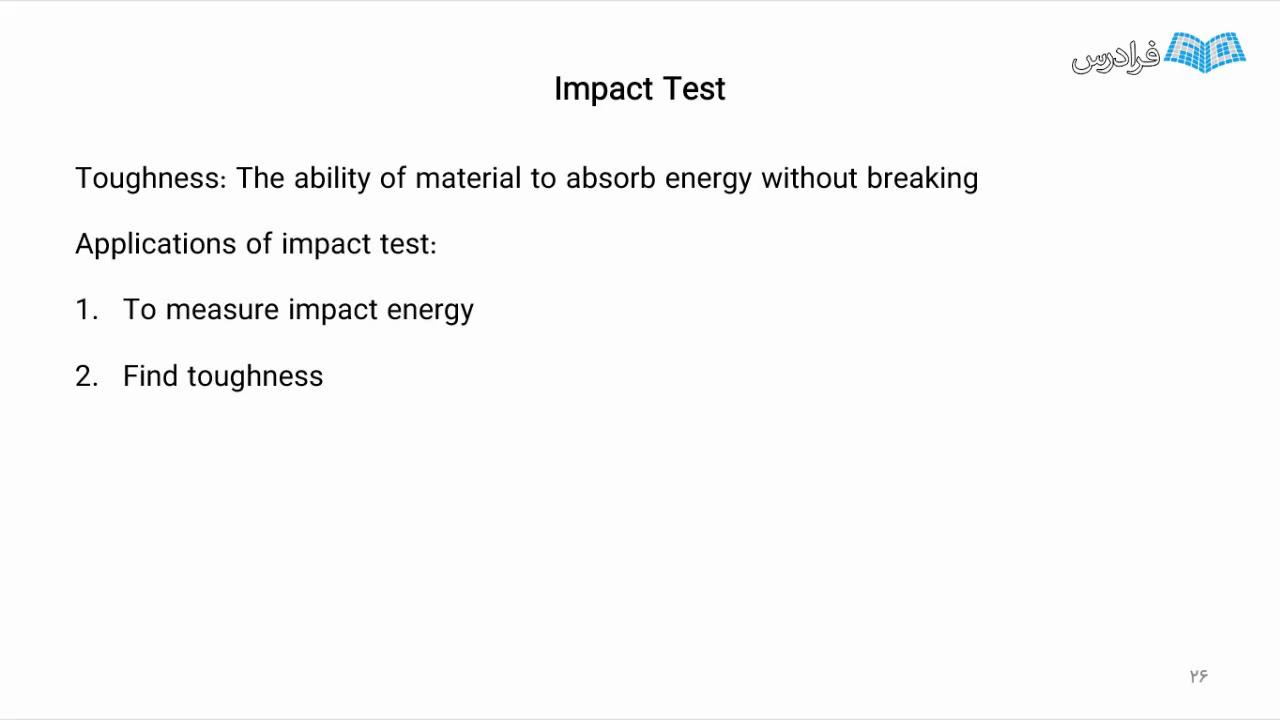 فرادرس
Impact Test
Toughness: The ability of material to absorb energy without breaking
Applications of impact test:
1. To measure impact energy
2. Find toughness
۲۶